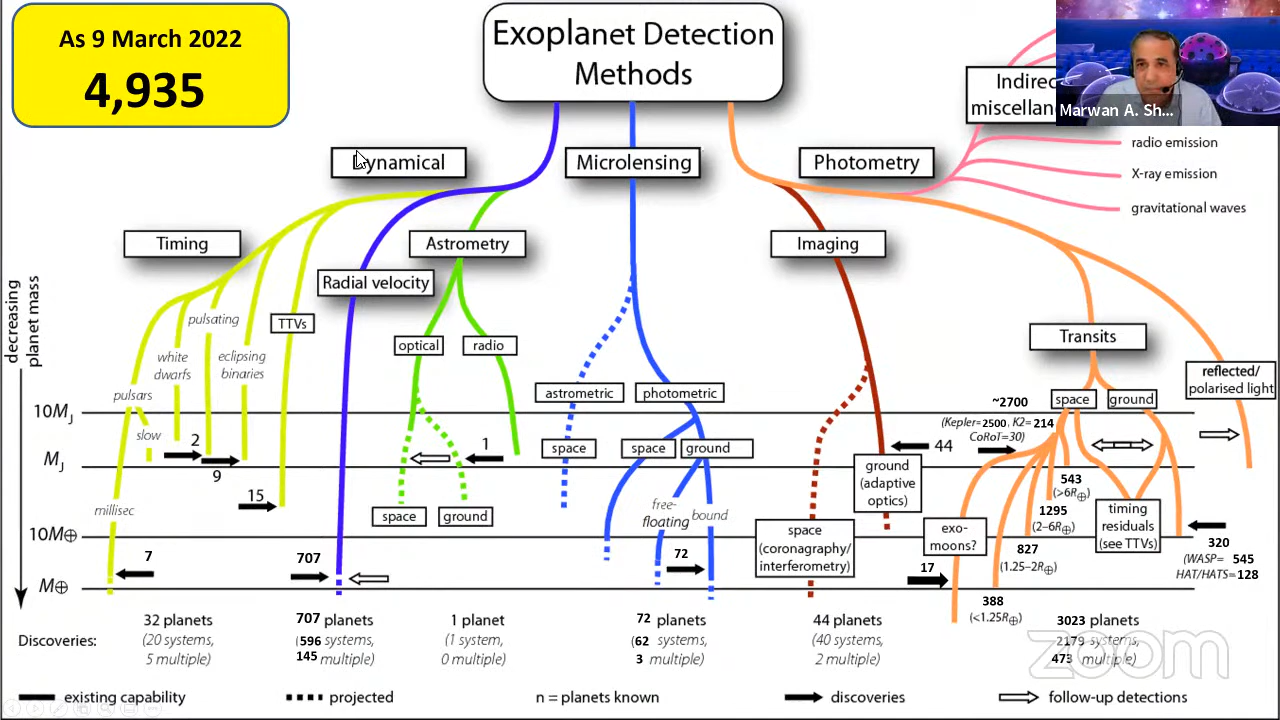 As 9 March 2022
4,935
Exoplanet Detection
Methods
Marwan A. Sh...
miscellan
radio emission
X-ray emission
gravitational waves
Microlensing
Photometry
Timing
Astrometry
Imaging
Radial velocity
decreasing
planet mass
pulsating
TTVs
white
dwarfs
eclipsing
binaries
pulsars
slow
millisec
optical
radio
astrometric
photometric
space
space
ground
free-
floating
bound
space
ground
Transits
reflected/
polarised light
space
ground
~2700
(Kepler=2500, K2=214
CoRoT=30)
10MJ
MJ
10M⊕
M⊕
2
9
15
7
707
1
72
44
17
ground
(adaptive
optics)
space
(coronagraphy/
interferometry)
exo-
moons?
timing
residuals
(see TTVs)
543
(>6R⊕)
1295
(2–6R⊕)
827
(1.25–2R⊕)
388
(<1.25R⊕)
320
(WASP= 545
HAT/HATS=128
Discoveries:
32 planets
(20 systems,
5 multiple)
707 planets
(596 systems,
145 multiple)
1 planet
(1 system,
0 multiple)
72 planets
(62 systems,
3 multiple)
44 planets
(40 systems,
2 multiple)
3023 planets
2179 systems,
473 multiple)
zoom
existing capability
projected
n = planets known
discoveries
follow-up detections